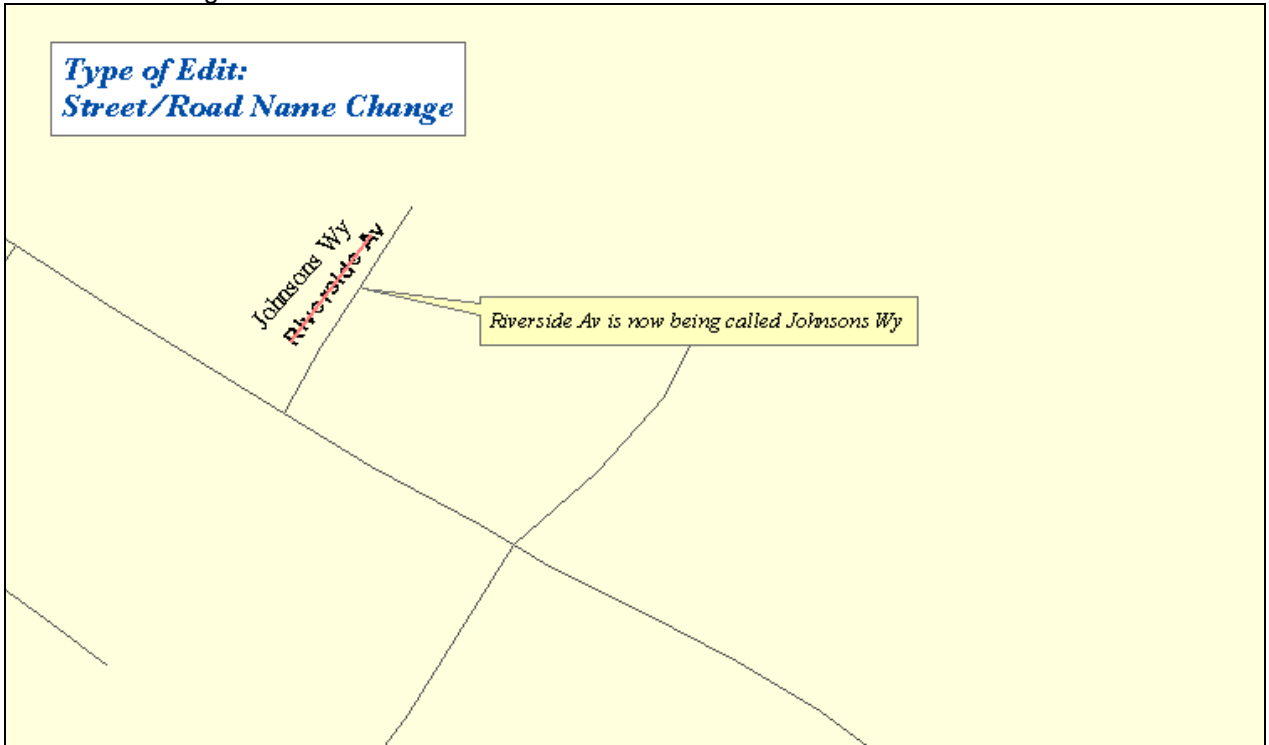 Type of Edit:
Street/Road Name Change
Johnsons Wy
Riverside Av
Riverside Av is now being called Johnsons Wy